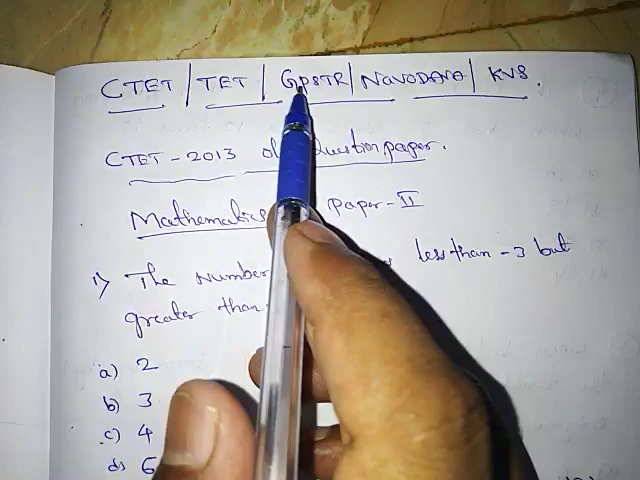 CTET | TET | GPSTR | NAVODAYA | KVS.
CTET - 2013 Question paper.
Mathematics paper - II
1) The Number less than - 3 but
greater than
a) 2
b) 3
c) 4
d) 6